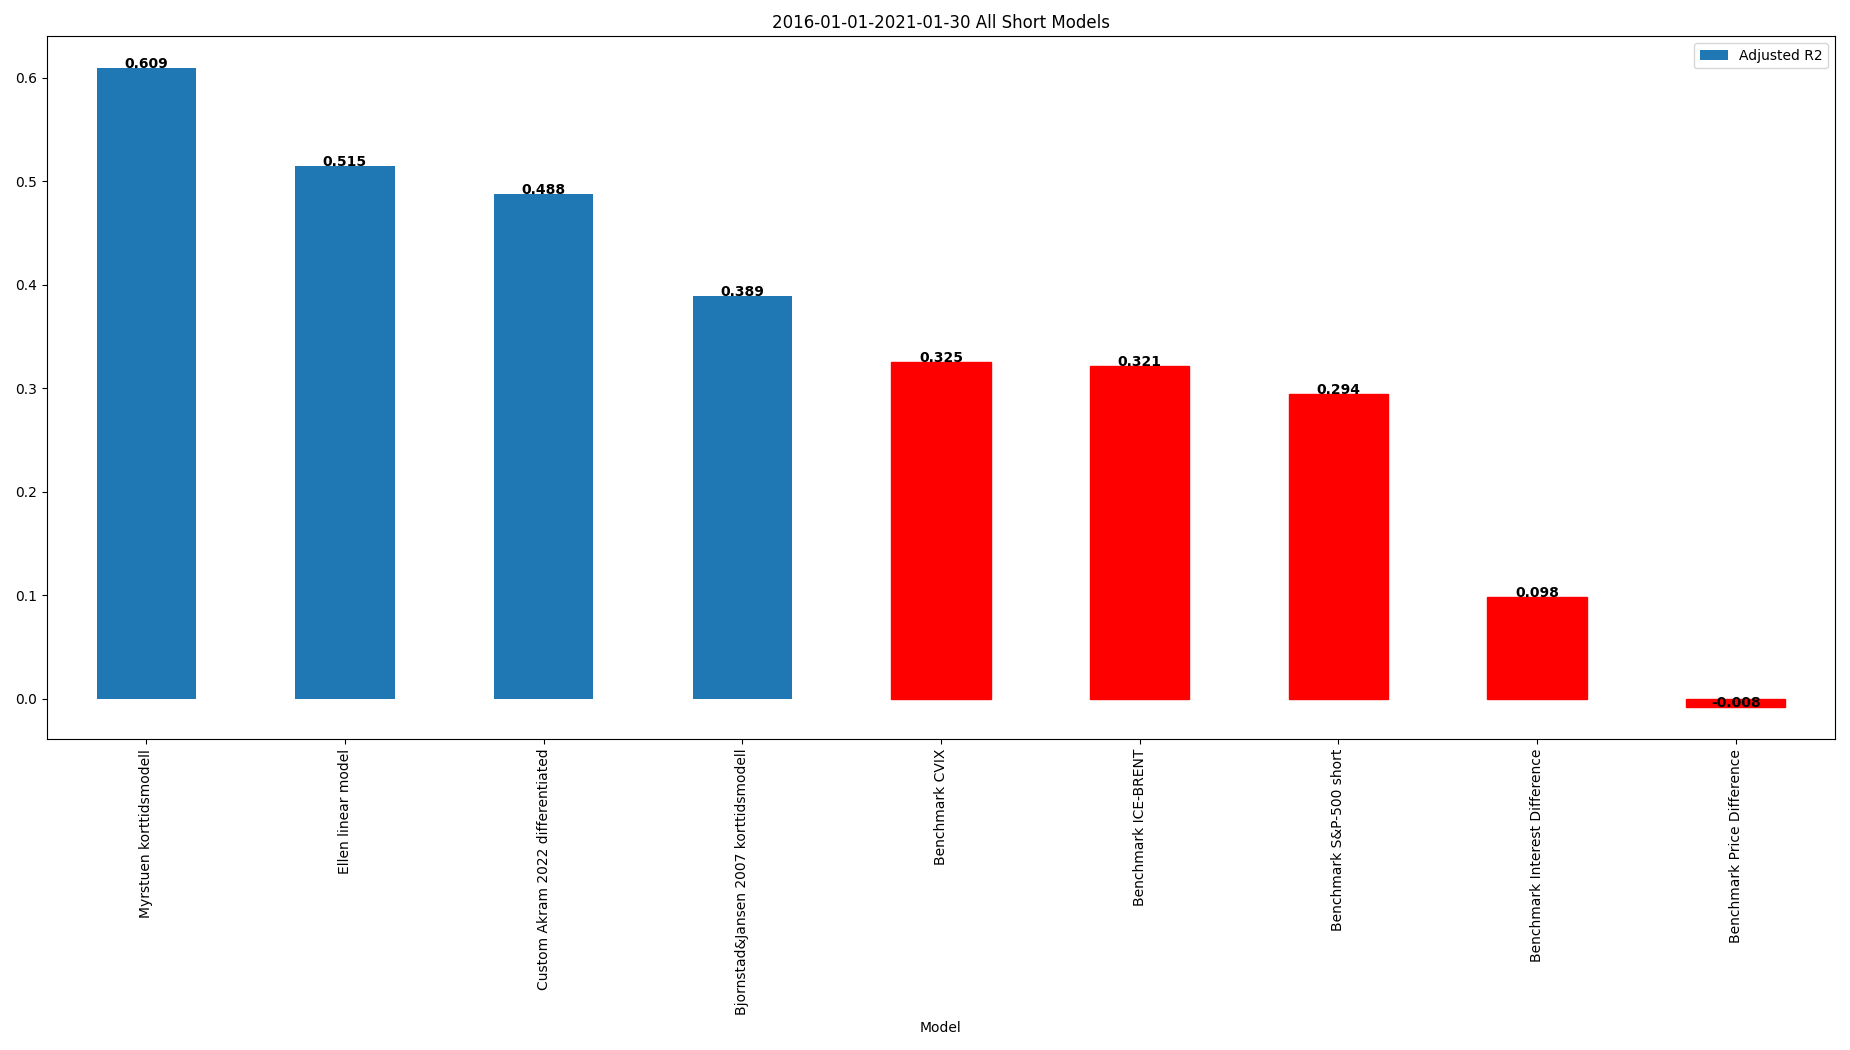 2016-01-01-2021-01-30 All Short Models
Adjusted R2
0.6
0.5
0.4
0.3
0.2
0.1
0.0
0.609
0.515
0.488
0.389
0.325
0.321
0.294
0.098
-0.008
Myrstuen korttidsmodell
Ellen linear model
Custom Akram 2022 differentiated
Bjornstad&Jansen 2007 korttidsmodell
Benchmark CVIX
Benchmark ICE-BRENT
Benchmark S&P-500 short
Benchmark Interest Difference
Benchmark Price Difference
Model